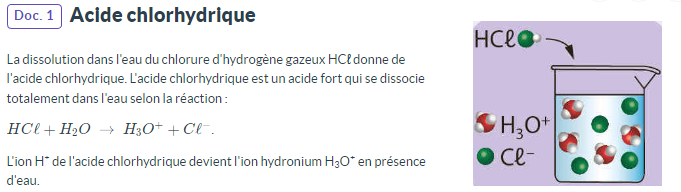 Doc. 1 Acide chlorhydrique
La dissolution dans l'eau du chlorure d'hydrogène gazeux HCℓ donne de
l'acide chlorhydrique. L'acide chlorhydrique est un acide fort qui se dissocie
totalement dans l'eau selon la réaction :
HCℓ + H₂O → H₃O⁺ + Cℓ⁻.
L'ion H⁺ de l'acide chlorhydrique devient l'ion hydronium H₃O⁺ en présence
d'eau.
HCℓ
H₃O⁺
Cℓ⁻